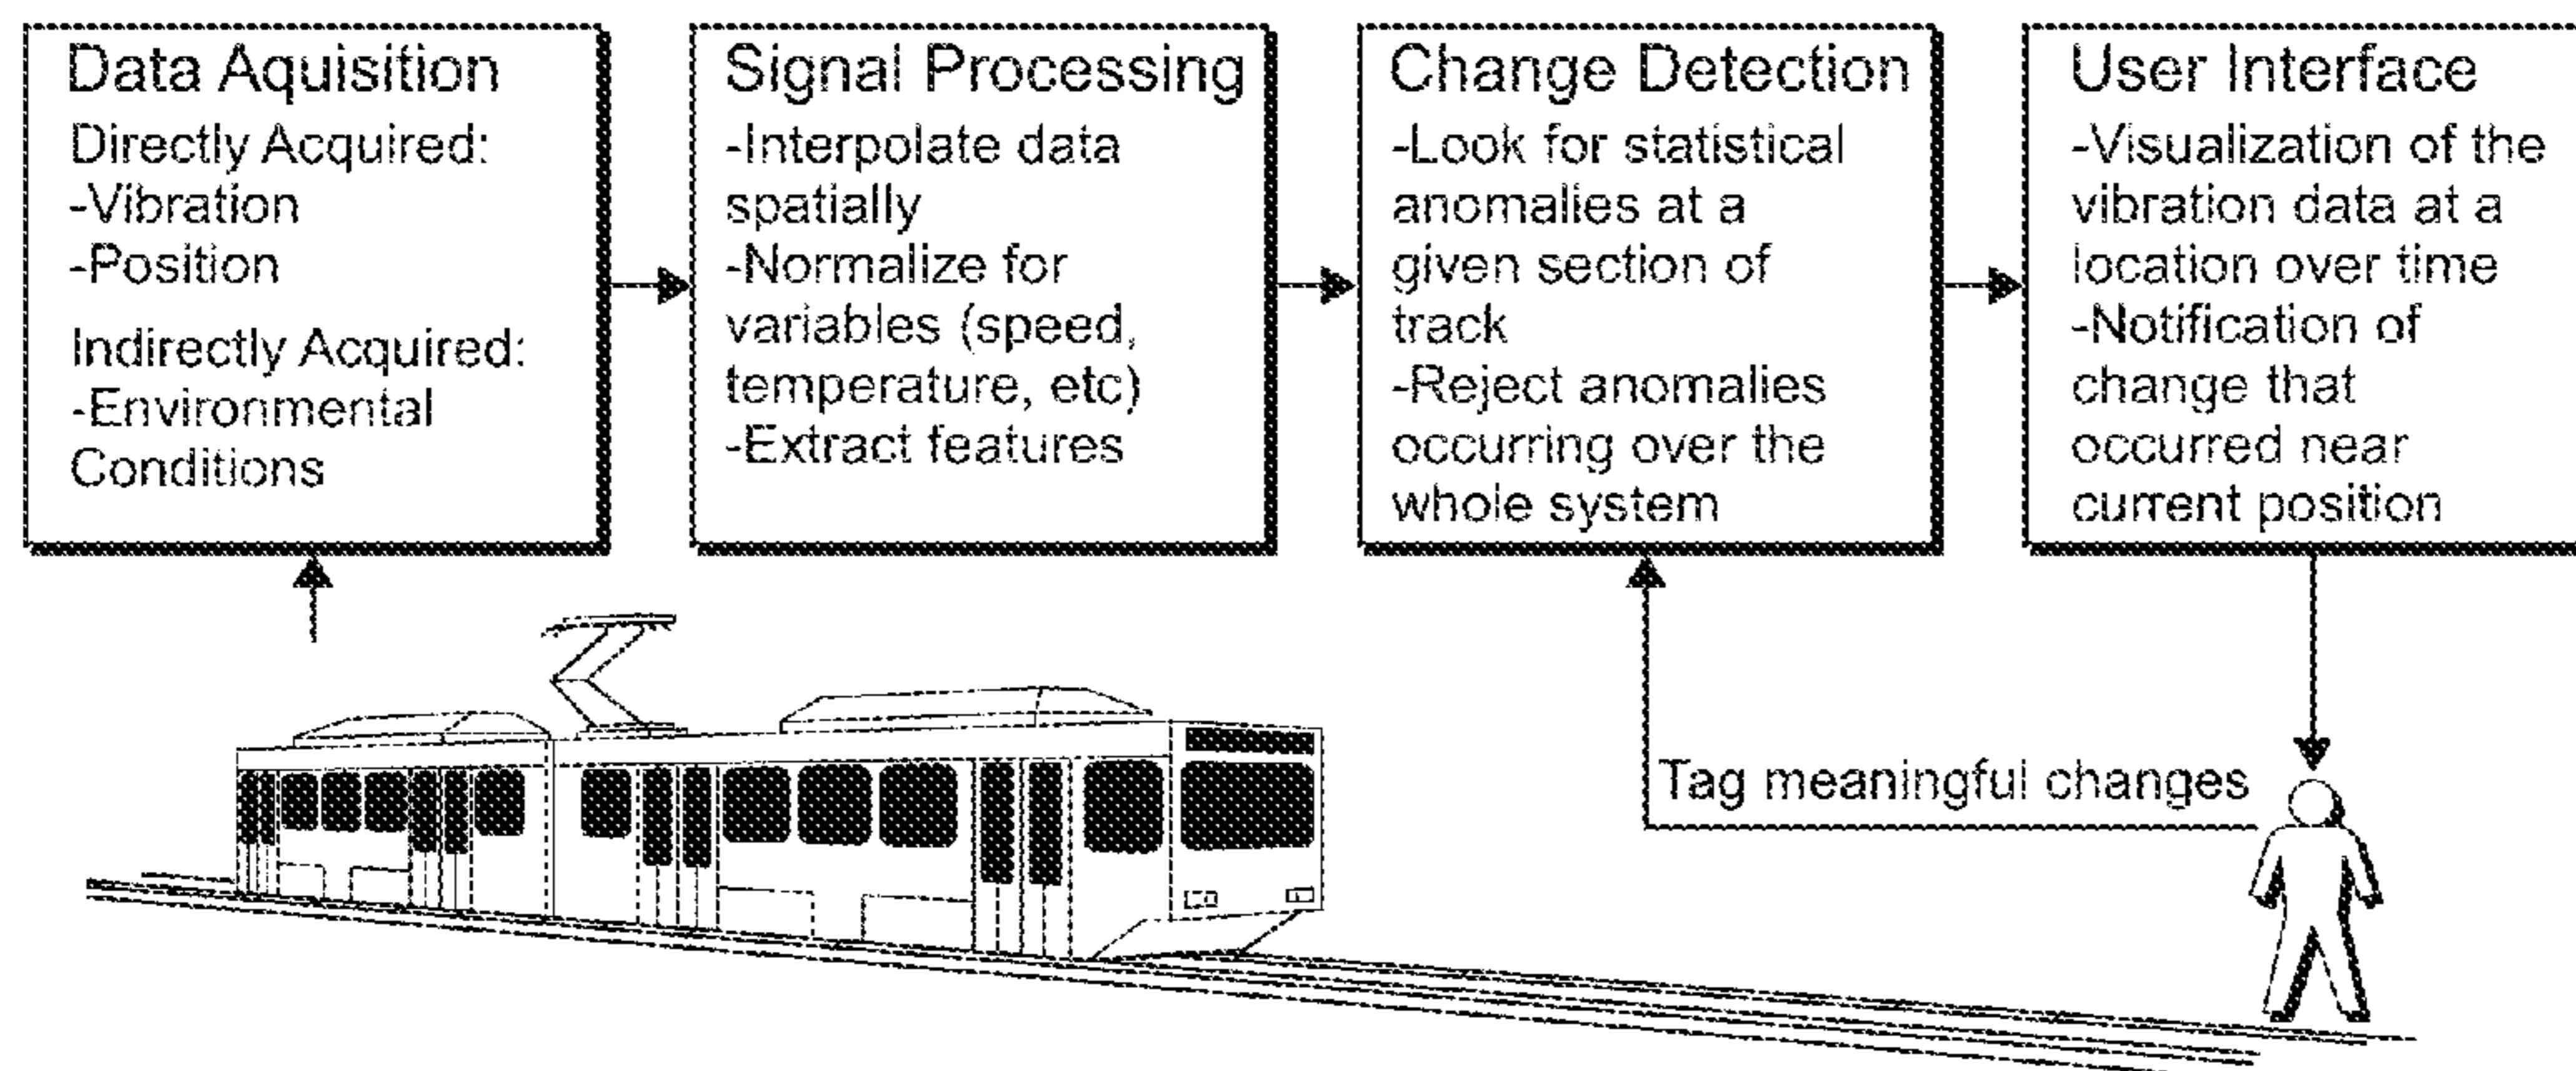 Data Aquisition
Directly Acquired:
-Vibration
-Position
Indirectly Acquired:
-Environmental
Conditions
Signal Processing
-Interpolate data
spatially
-Normalize for
variables (speed,
temperature, etc)
-Extract features
Change Detection
-Look for statistical
anomalies at a
given section of
track
-Reject anomalies
occurring over the
whole system
User Interface
-Visualization of the
vibration data at a
location over time
-Notification of
change that
occurred near
current position
Tag meaningful changes